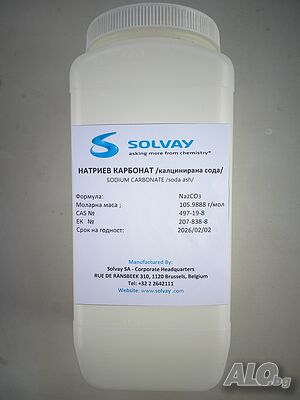 SOLVAY
asking more from chemistry®
НАТРИЕВ КАРБОНАТ /калцинирана сода/
SODIUM CARBONATE /soda ash/
Формула: Na2CO3
Моларна маса ; 105.9888 г/мол
CAS № 497-19-8
ЕК № 207-838-8
Срок на годност: 2026/02/02
Manufactured By:
Solvay SA - Corporate Headquarters
RUE DE RANSBEEK 310, 1120 Brussels, Belgium
Tel: +32 2 2642111
Website: www.solvay .com
ALO.bg